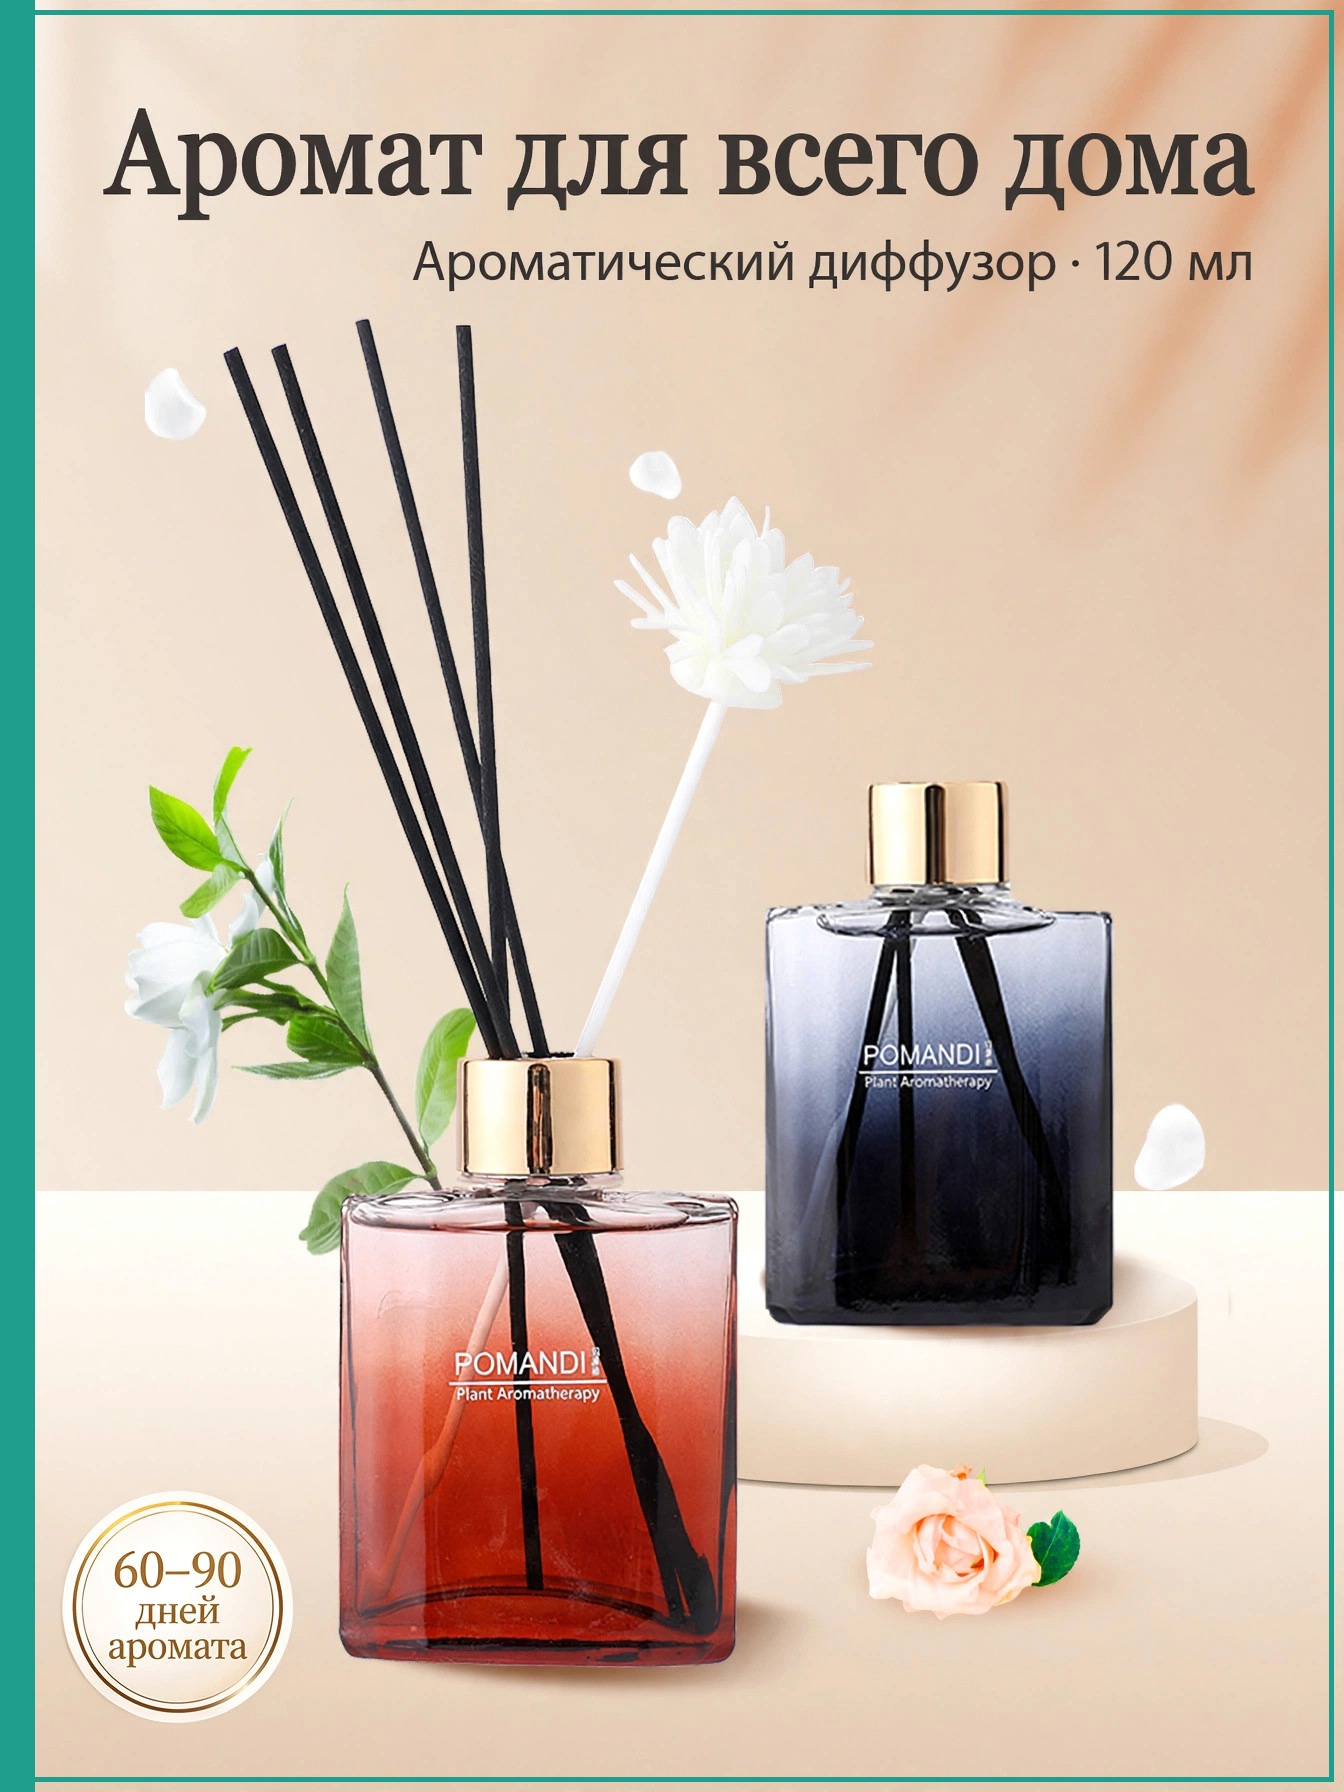 Аромат для всего дома
Ароматический диффузор · 120 мл
POMANDI
Plant Aromatherapy
POMANDI
Plant Aromatherapy
60–90
дней
аромата